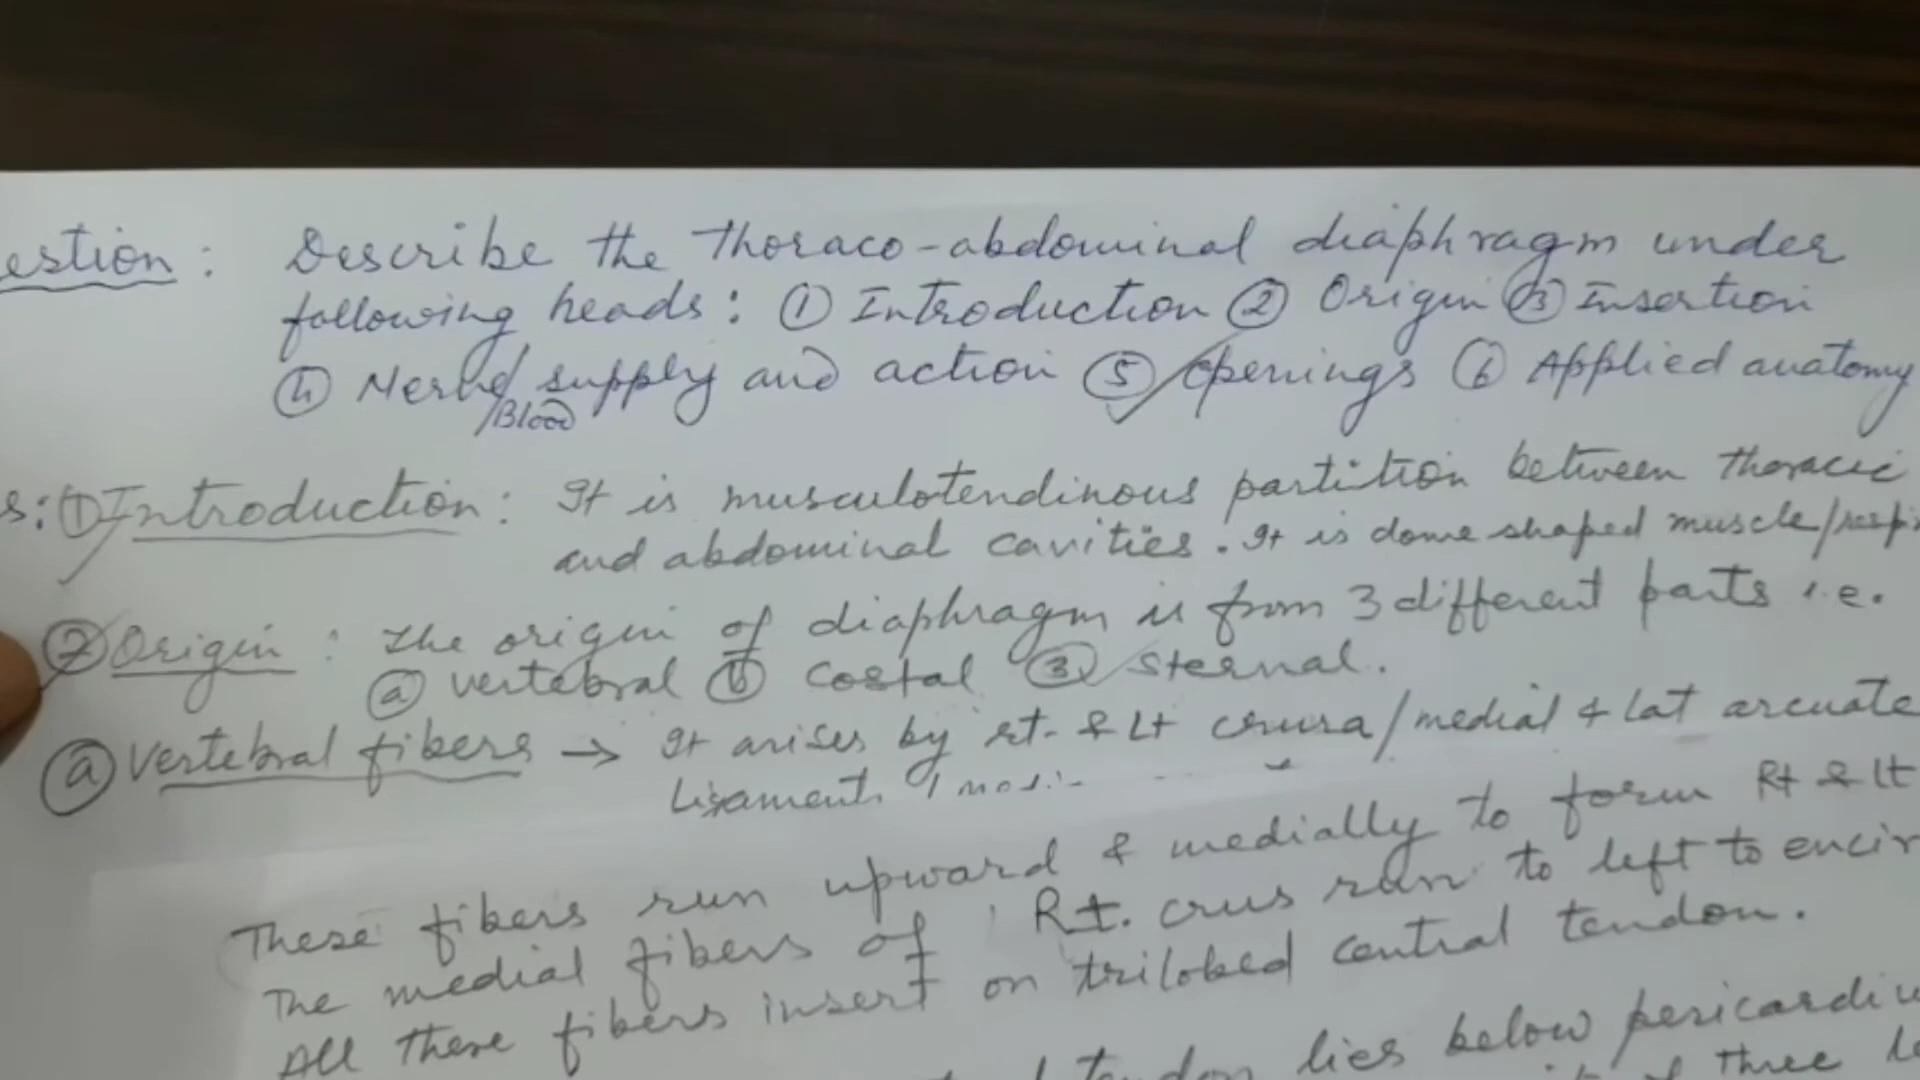 estion: Describe the thoraco-abdominal diaphragm under
following heads: ① Introduction ② Origin ③ Insertion
④ Nerve/Blood supply and action ⑤ Openings ⑥ Applied anatomy
s: ① Introduction: It is musculotendinous partition between thoracic
and abdominal cavities. It is dome shaped muscle/respi
② Origin: The origin of diaphragm is from 3 different parts i.e.
ⓐ vertebral ⓑ Costal ③ Sternal.
ⓐ Vertebral fibers → It arises by rt. & Lt crura/medial & lat arcuate
Ligament.
These fibers run upward & medially to form Rt & Lt
The medial fibers of Rt. crus run to left to encir
All these fibers insert on trilobed central tendon.
tendon lies below pericardiu
of three